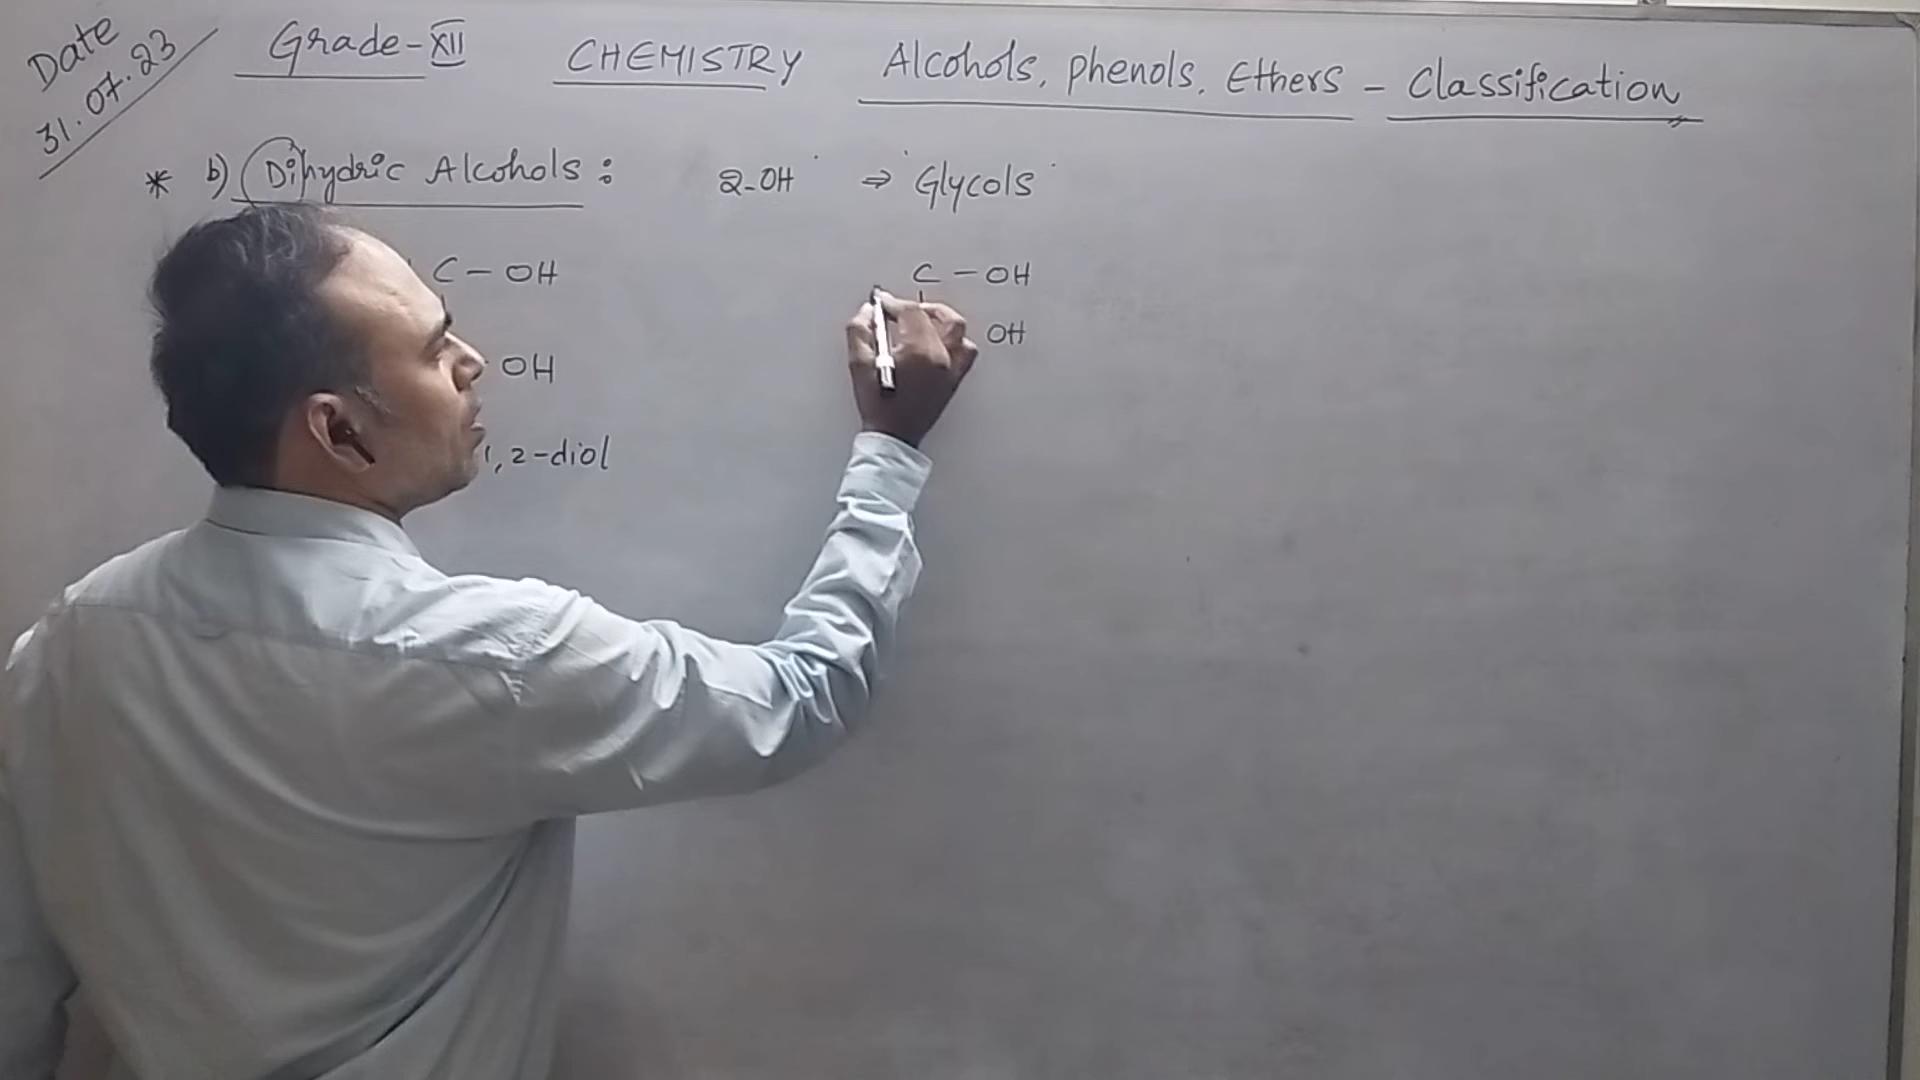 Date
31.07.23
Grade-XII CHEMISTRY Alcohols, phenols, Ethers - Classification
* b) Dihydric Alcohols : 2-OH ⇒ Glycols
C - OH C - OH
OH OH
1,2-diol